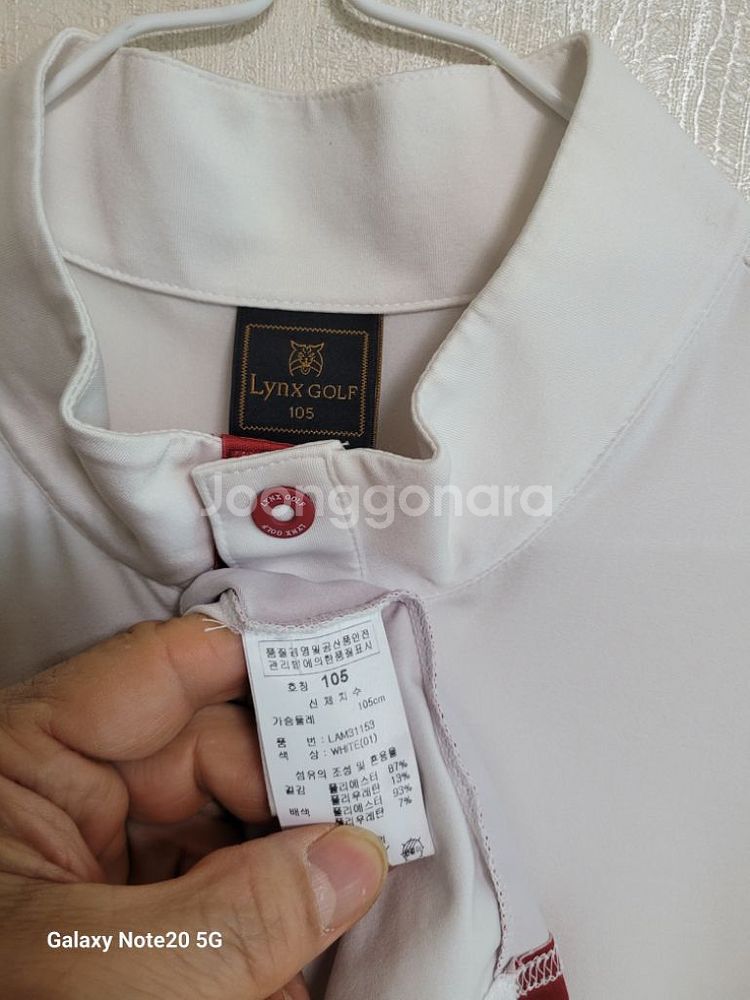 Lynx GOLF
105
LYNX GOLF
LYNX GOLF
Joonggonara
품질경영및공산품안전
관리법에의한품질표시
호칭 105
신체치수
가슴둘레 105cm
품 번 : LAM31153
색 상 : WHITE(01)
섬유의 조성 및 혼용율
겉감 폴리에스터 87%
폴리우레탄 13%
배색 폴리에스터 93%
폴리우레탄 7%
Galaxy Note20 5G